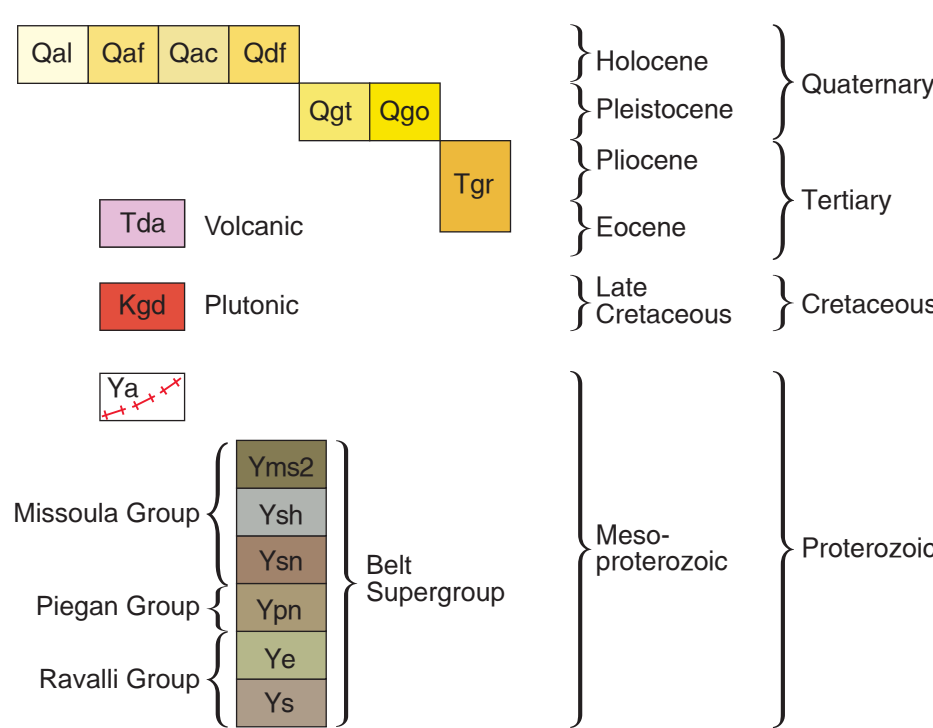 Qal Qaf Qac Qdf
Holocene
Quaternary
Qgt Qgo
Pleistocene
Tgr
Pliocene
Tertiary
Tda Volcanic
Eocene
Kgd Plutonic
Late
Cretaceous
Cretaceous
Ya
Yms2
Missoula Group
Ysh
Ysn
Belt
Supergroup
Meso-
proterozoic
Proterozoic
Piegan Group
Ypn
Ravalli Group
Ye
Ys